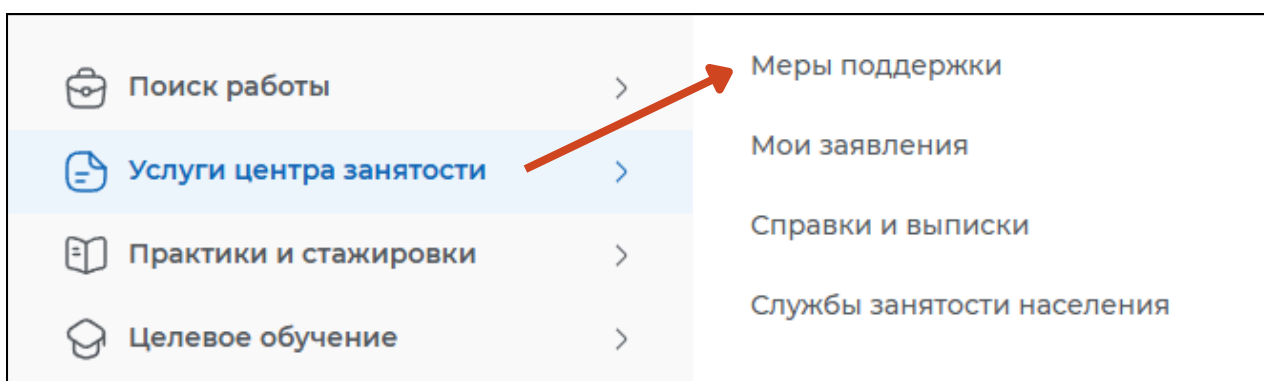 Поиск работы
Услуги центра занятости
Практики и стажировки
Целевое обучение
Меры поддержки
Мои заявления
Справки и выписки
Службы занятости населения